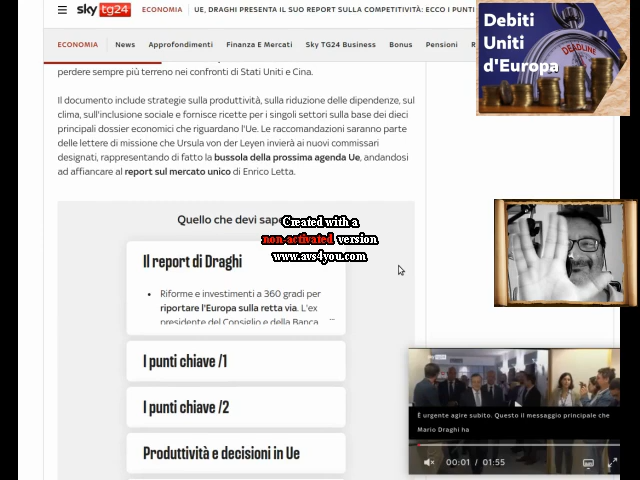 sky tg24 ECONOMIA UE, DRAGHI PRESENTA IL SUO REPORT SULLA COMPETITIVITÀ: ECCO I PUNTI
ECONOMIA News Approfondimenti Finanza E Mercati Sky TG24 Business Bonus Pensioni R
Debiti
Uniti
d'Europa
DEADLINE
perdere sempre più terreno nei confronti di Stati Uniti e Cina.
Il documento include strategie sulla produttività, sulla riduzione delle dipendenze, sul
clima, sull'inclusione sociale e fornisce ricette per i singoli settori sulla base dei dieci
principali dossier economici che riguardano l'Ue. Le raccomandazioni saranno parte
delle lettere di missione che Ursula von der Leyen invierà ai nuovi commissari
designati, rappresentando di fatto la bussola della prossima agenda Ue, andandosi
ad affiancare al report sul mercato unico di Enrico Letta.
Quello che devi sape
Created with a
non-activated version
www.avs4you.com
Il report di Draghi
• Riforme e investimenti a 360 gradi per
riportare l'Europa sulla retta via. L'ex
presidente del Consiglio e della Banca ...
I punti chiave /1
I punti chiave /2
Produttività e decisioni in Ue
È urgente agire subito. Questo il messaggio principale che
Mario Draghi ha
00:01 / 01:55